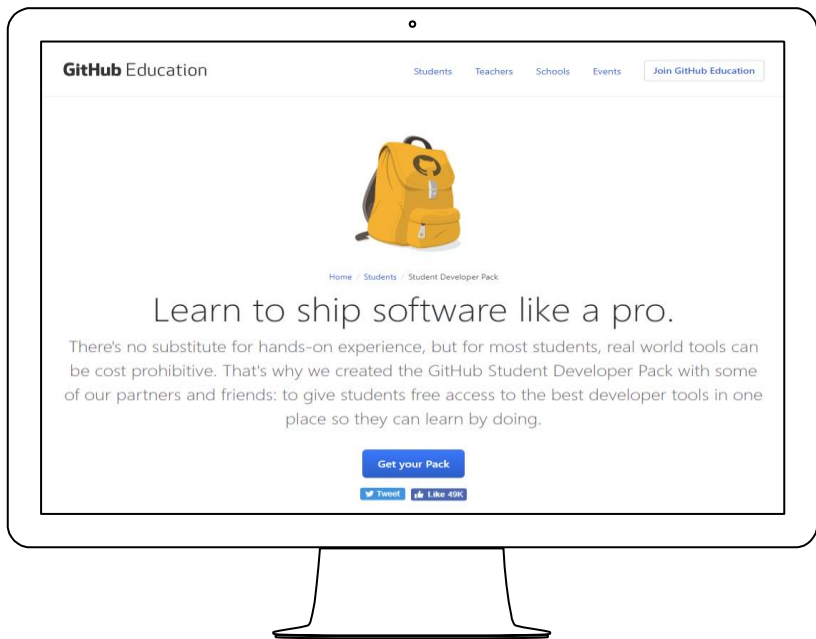 GitHub Education
Students Teachers Schools Events Join GitHub Education
Home / Students / Student Developer Pack
Learn to ship software like a pro.
There's no substitute for hands-on experience, but for most students, real world tools can
be cost prohibitive. That's why we created the GitHub Student Developer Pack with some
of our partners and friends: to give students free access to the best developer tools in one
place so they can learn by doing.
Get your Pack
Tweet Like 49K